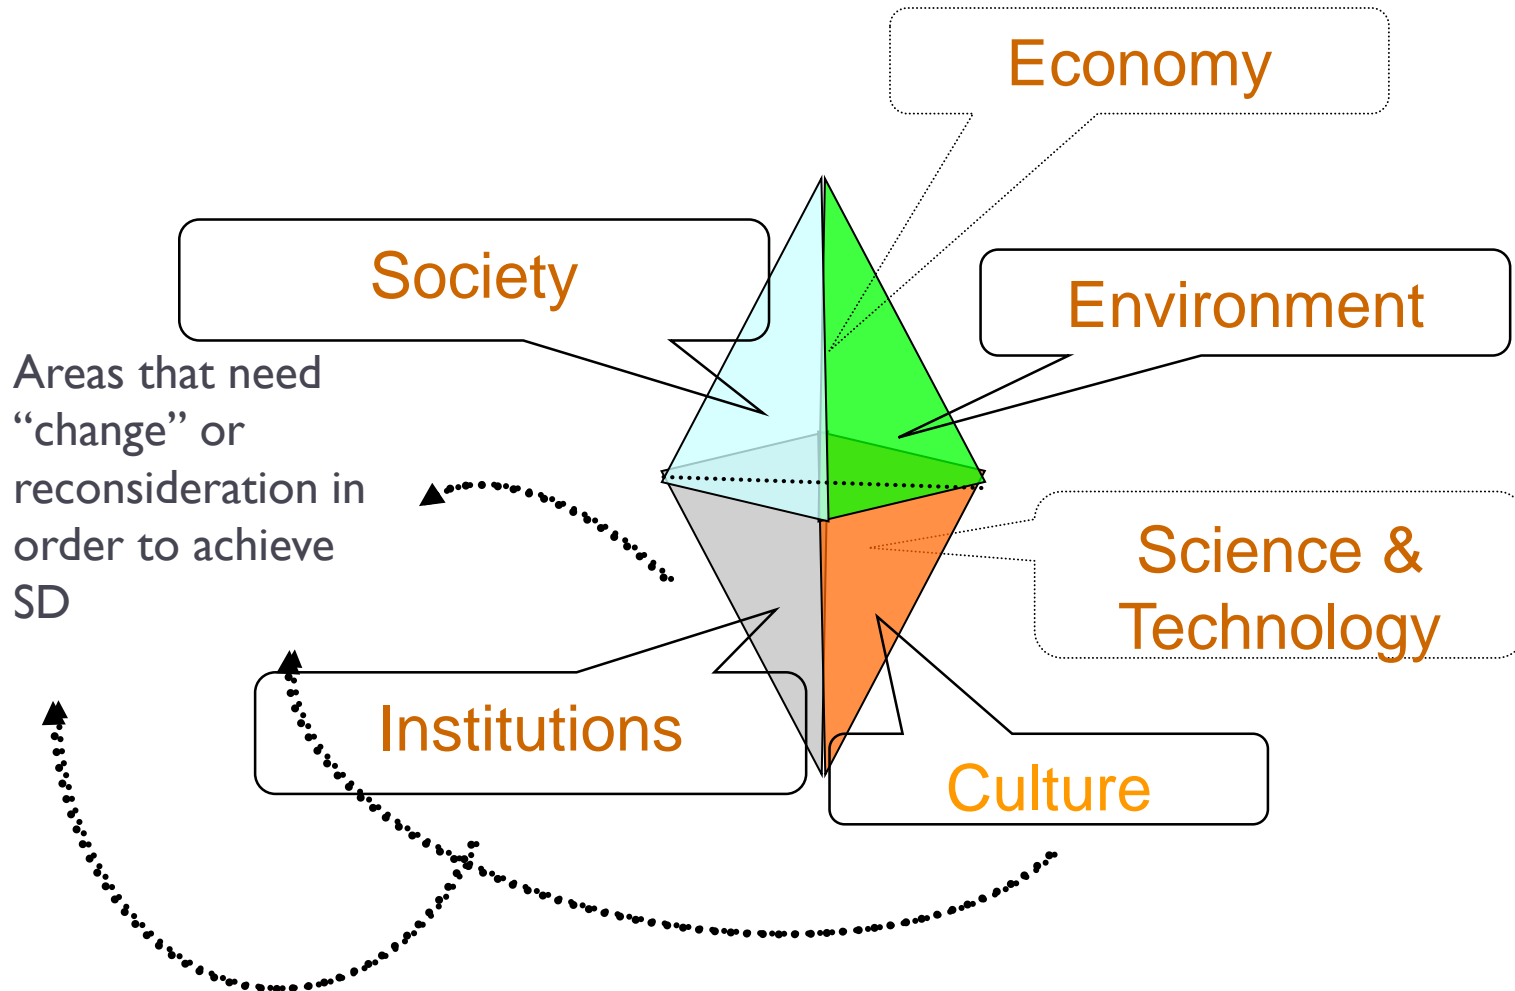 Economy
Society
Environment
Areas that need
“change” or
reconsideration in
order to achieve
SD
Science &
Technology
Institutions
Culture